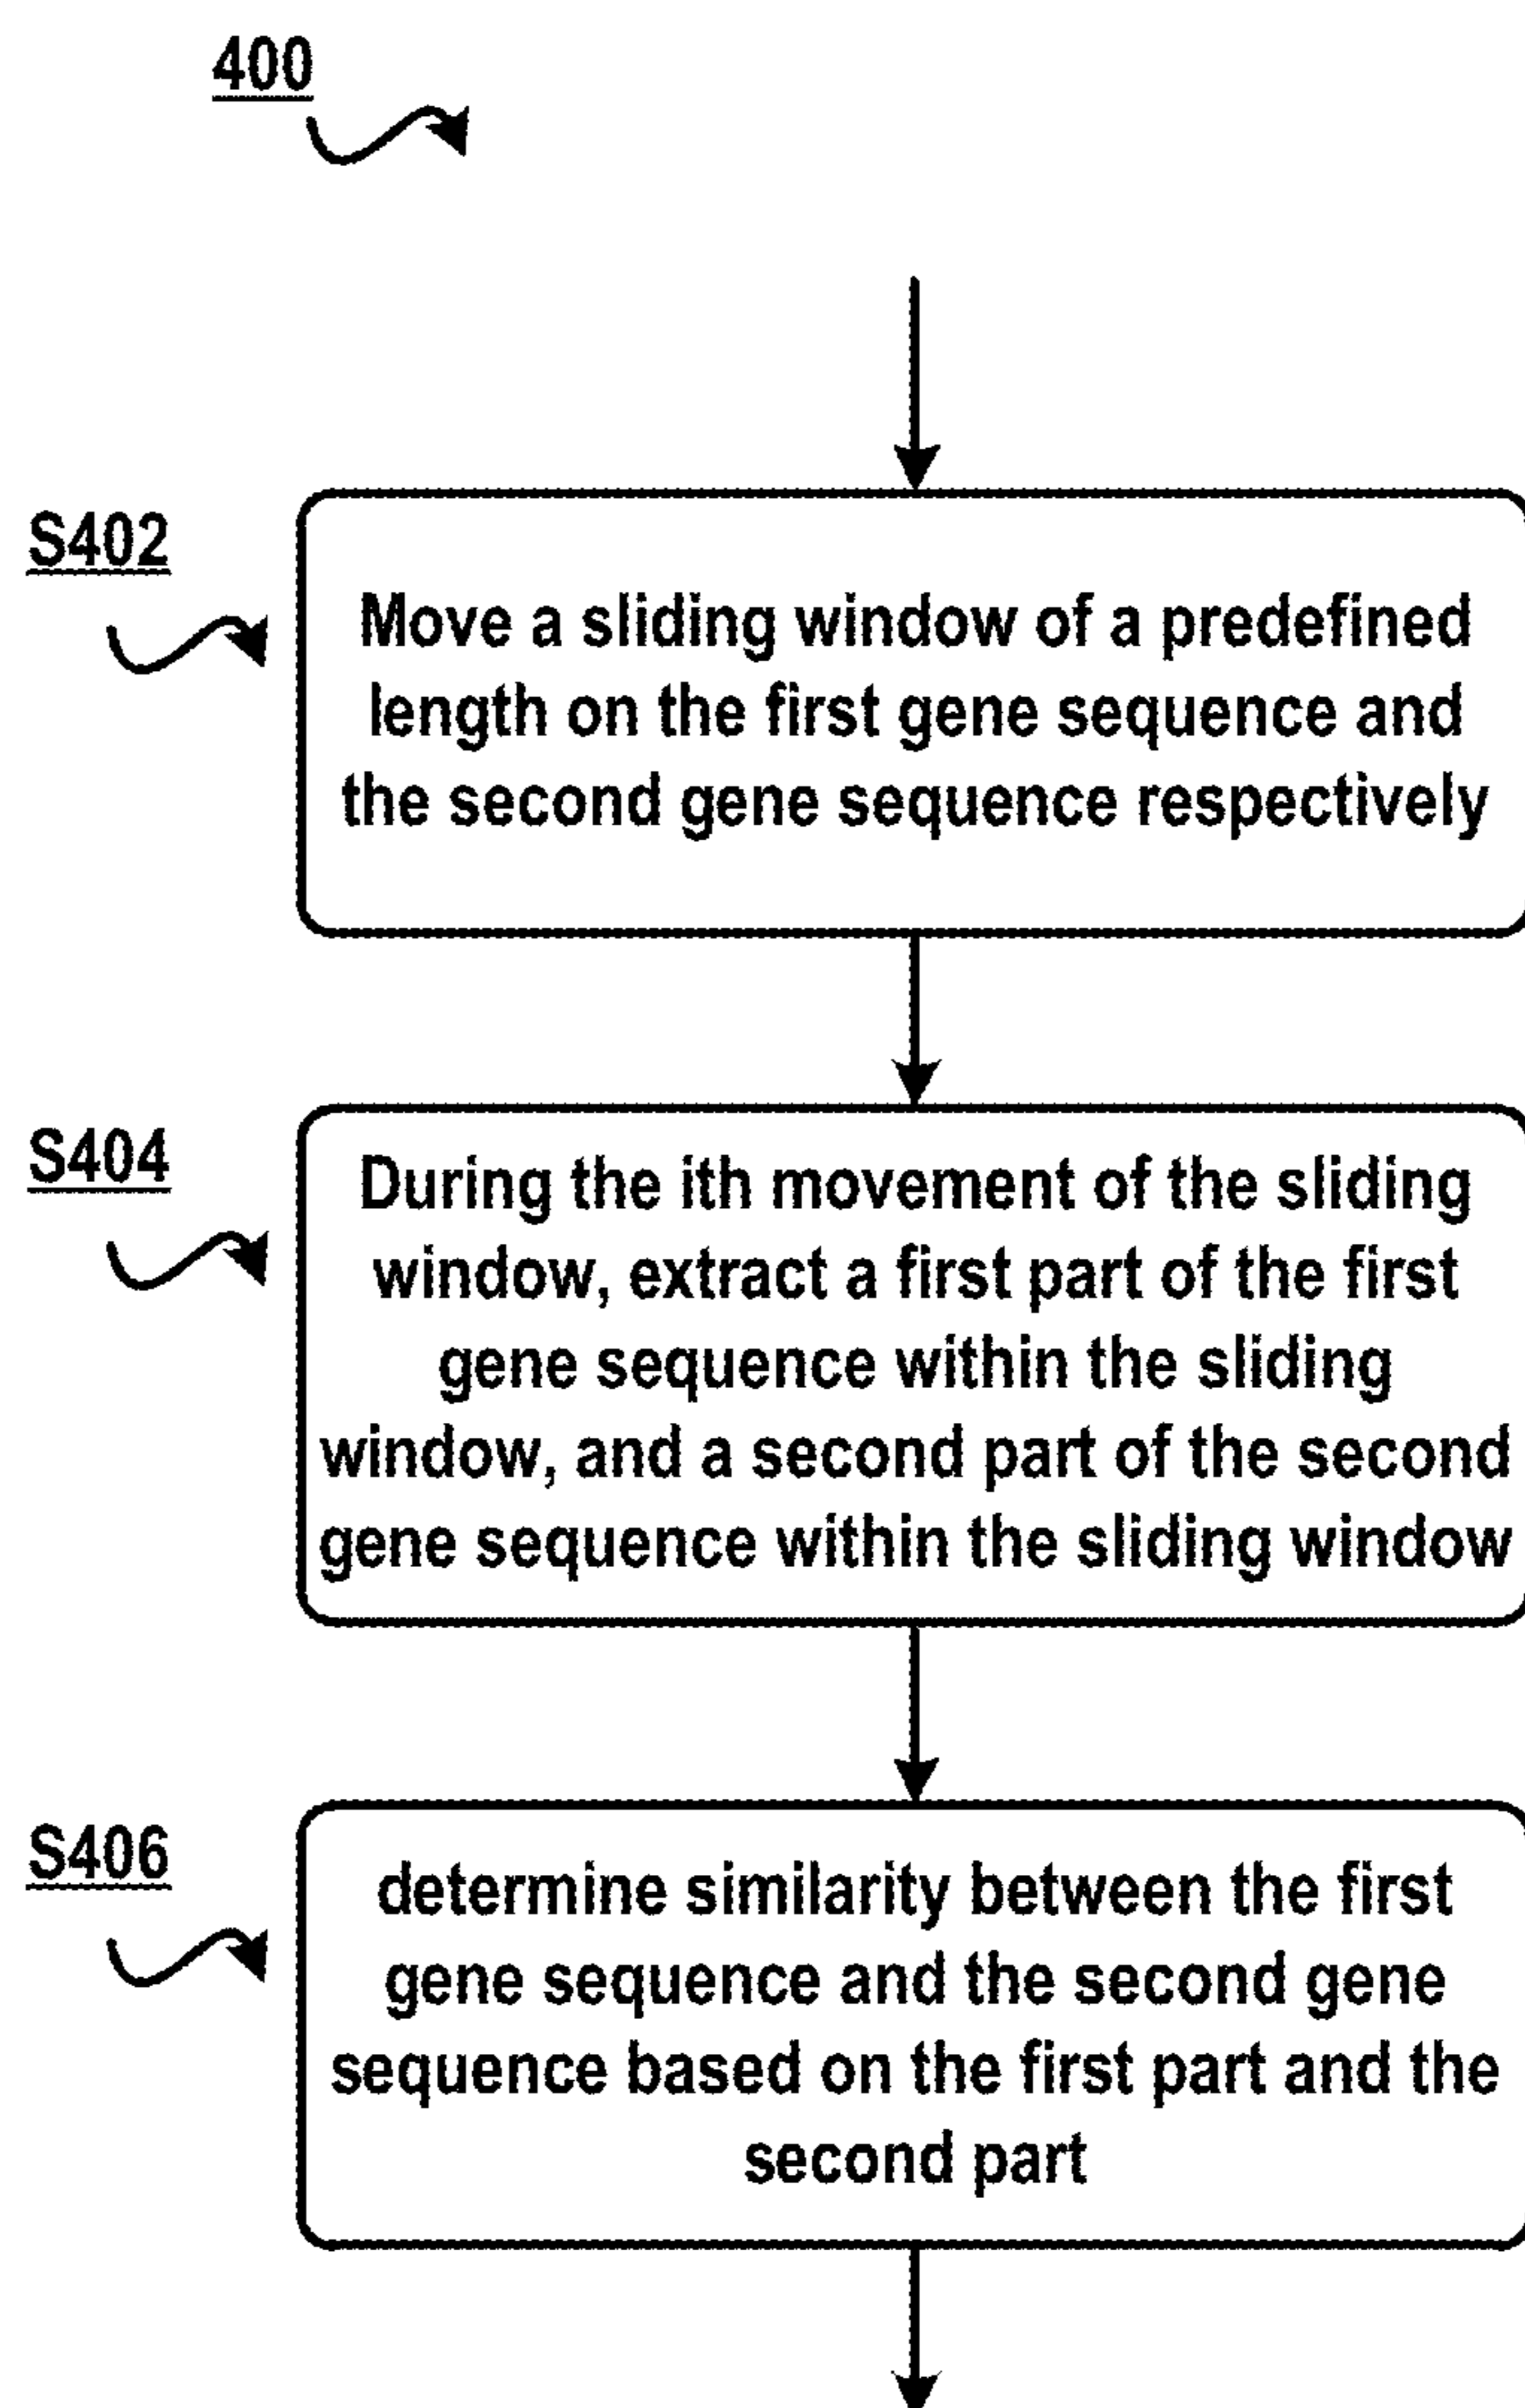 400
S402
Move a sliding window of a predefined
length on the first gene sequence and
the second gene sequence respectively
S404
During the ith movement of the sliding
window, extract a first part of the first
gene sequence within the sliding
window, and a second part of the second
gene sequence within the sliding window
S406
determine similarity between the first
gene sequence and the second gene
sequence based on the first part and the
second part